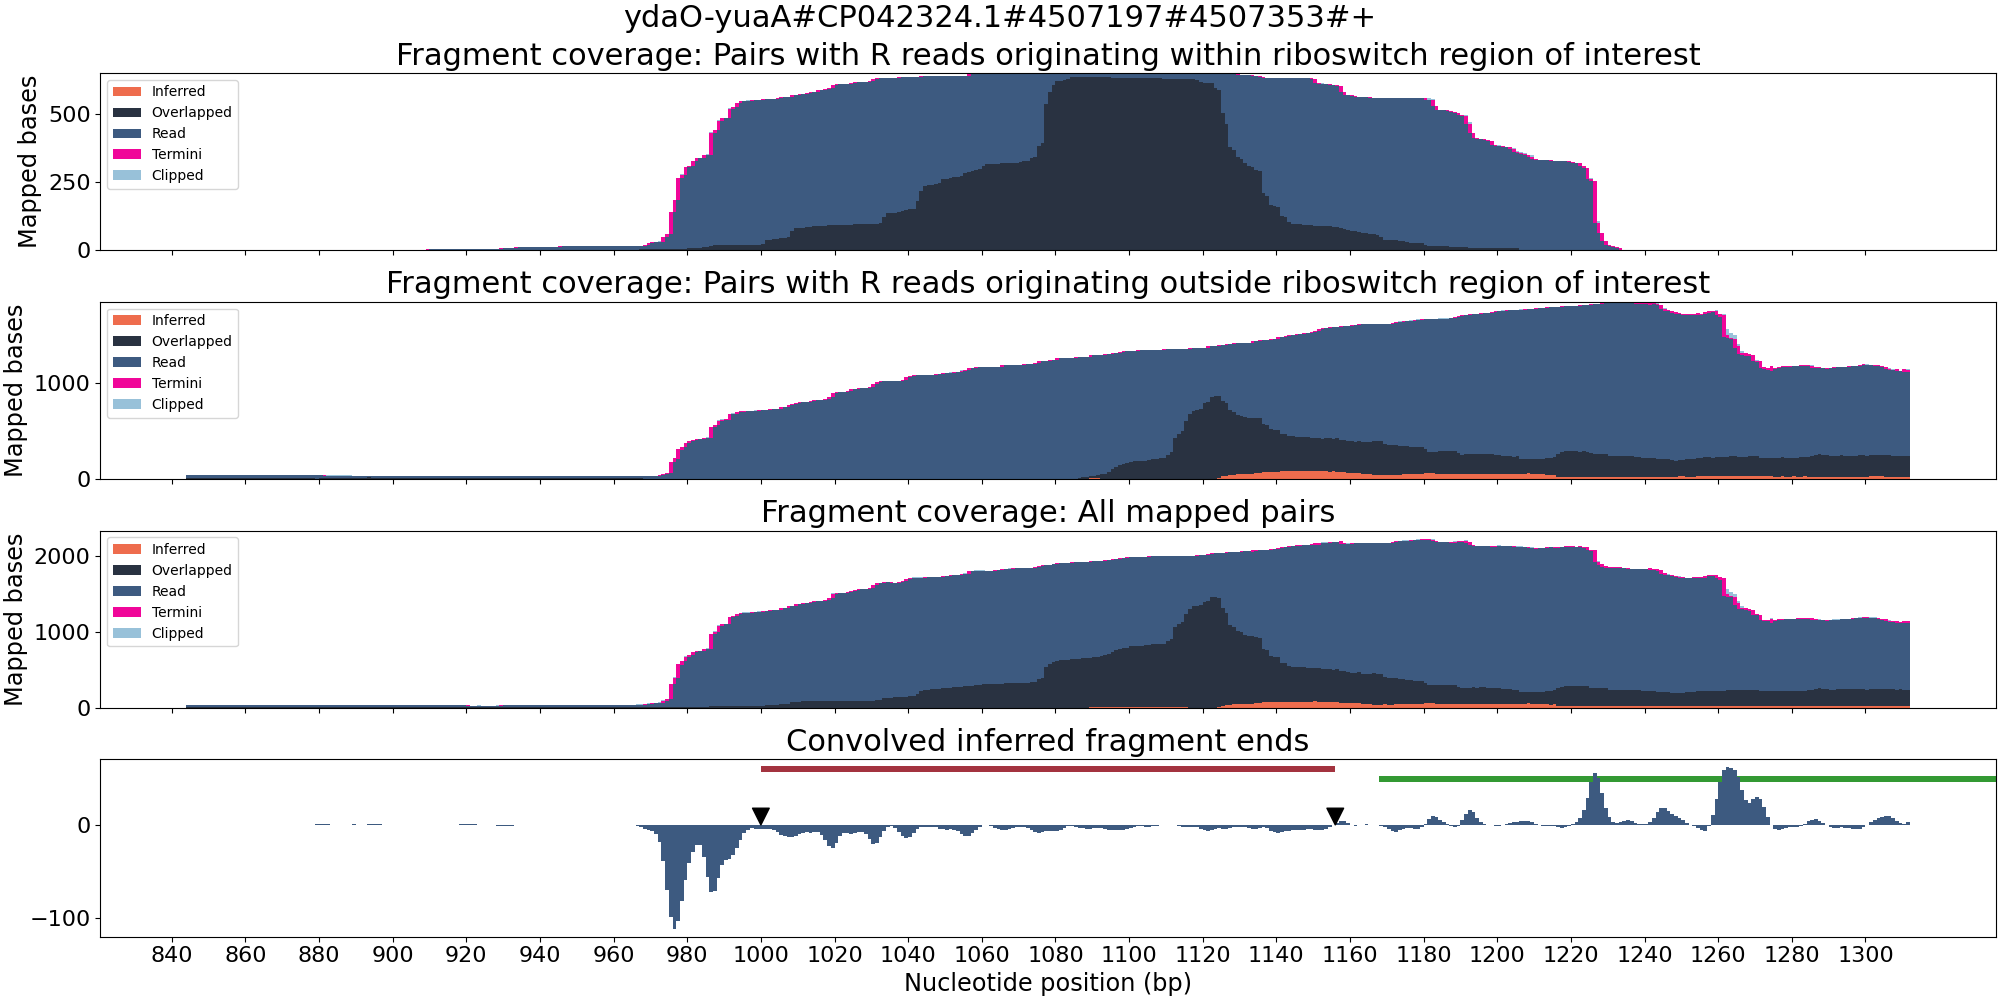 ydaO-yuaA#CP042324.1#4507197#4507353#+
Fragment coverage: Pairs with R reads originating within riboswitch region of interest
Mapped bases
500
250
0
Inferred
Overlapped
Read
Termini
Clipped
Fragment coverage: Pairs with R reads originating outside riboswitch region of interest
Mapped bases
1000
0
Inferred
Overlapped
Read
Termini
Clipped
Fragment coverage: All mapped pairs
Mapped bases
2000
1000
0
Inferred
Overlapped
Read
Termini
Clipped
Convolved inferred fragment ends
0
−100
840 860 880 900 920 940 960 980 1000 1020 1040 1060 1080 1100 1120 1140 1160 1180 1200 1220 1240 1260 1280 1300
Nucleotide position (bp)